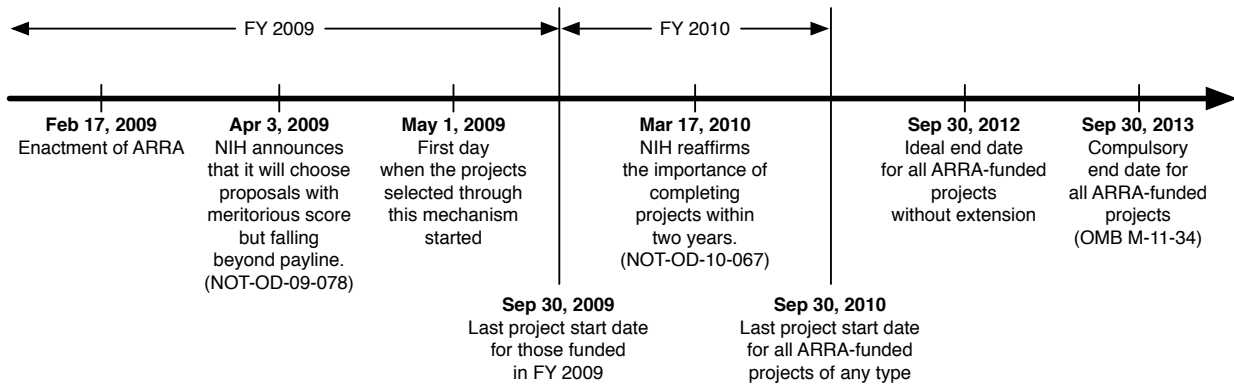 FY 2009
FY 2010
Feb 17, 2009
Enactment of ARRA
Apr 3, 2009
NIH announces
that it will choose
proposals with
meritorious score
but falling
beyond payline.
(NOT-OD-09-078)
May 1, 2009
First day
when the projects
selected through
this mechanism
started
Mar 17, 2010
NIH reaffirms
the importance of
completing
projects within
two years.
(NOT-OD-10-067)
Sep 30, 2012
Ideal end date
for all ARRA-funded
projects
without extension
Sep 30, 2013
Compulsory
end date for
all ARRA-funded
projects
(OMB M-11-34)
Sep 30, 2009
Last project start date
for those funded
in FY 2009
Sep 30, 2010
Last project start date
for all ARRA-funded
projects of any type